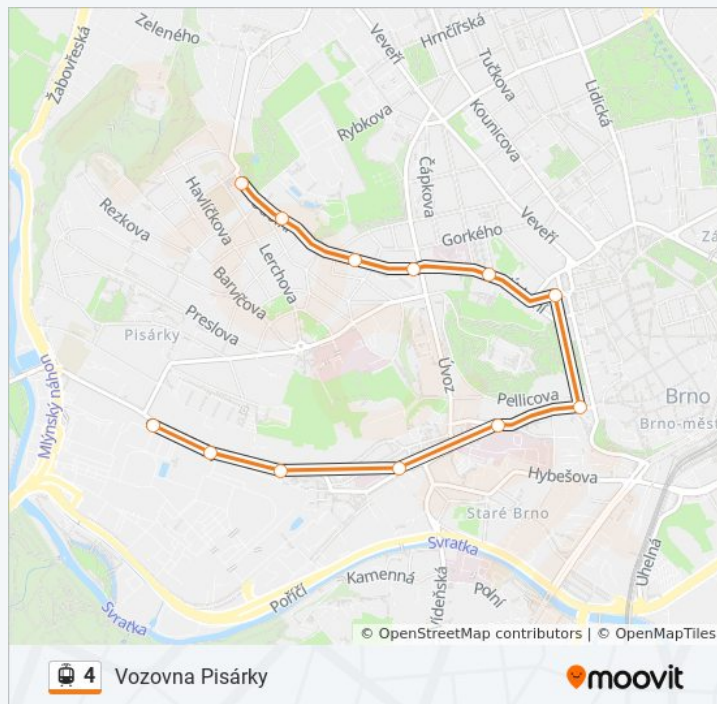 Zeleného
Žabovřeská
Veveří
Hrnčířská
Tučkova
Kounicova
Lidická
Rybkova
Čápkova
Havlíčkova
Rezkova
Gorkého
Veveří
Lerchova
Barvičova
Preslova
Pisárky
Úvoz
Mlýnský náhon
Pellicova
Brno
Brno-měst
Hybešova
Staré Brno
Svratka
Uhelná
Kamenná
Polní
Poříčí
Vídeňská
Svratka
© OpenStreetMap contributors | © OpenMapTiles
4 Vozovna Pisárky
moovit